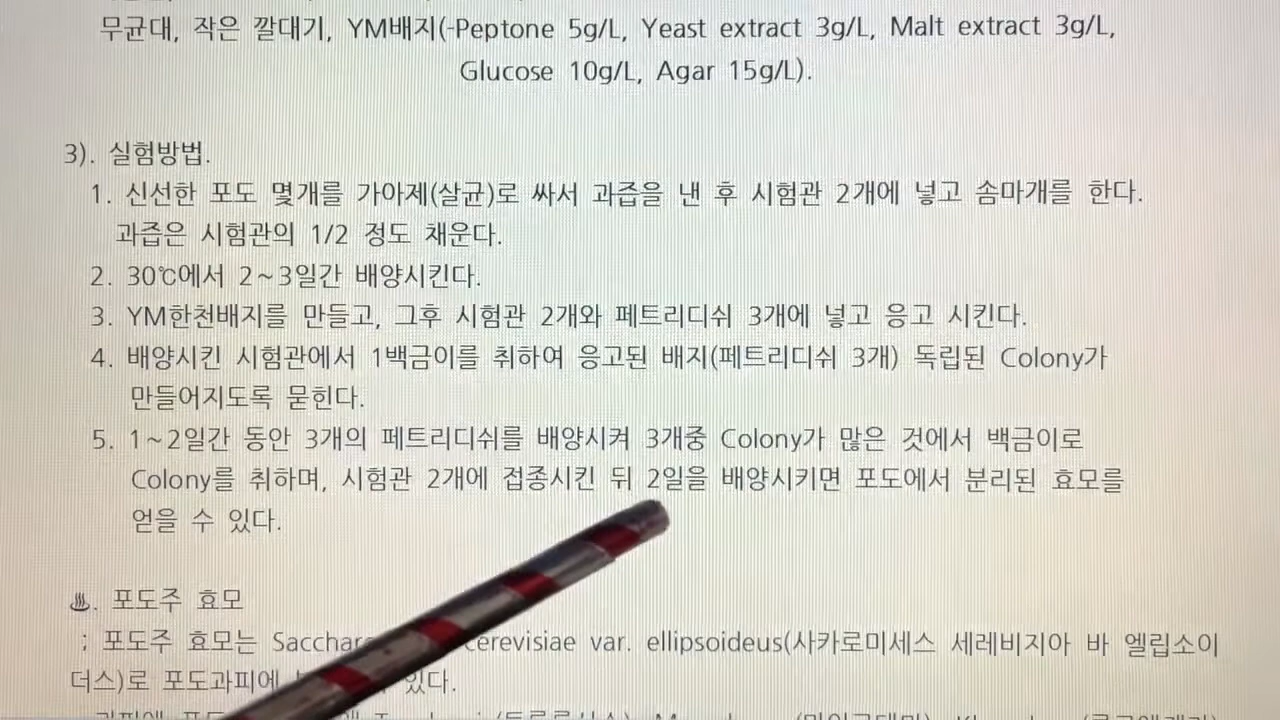 무균대, 작은 깔대기, YM배지(-Peptone 5g/L, Yeast extract 3g/L, Malt extract 3g/L,
Glucose 10g/L, Agar 15g/L).
3). 실험방법.
1. 신선한 포도 몇개를 가아제(살균)로 싸서 과즙을 낸 후 시험관 2개에 넣고 솜마개를 한다.
과즙은 시험관의 1/2 정도 채운다.
2. 30℃에서 2~3일간 배양시킨다.
3. YM한천배지를 만들고, 그후 시험관 2개와 페트리디쉬 3개에 넣고 응고 시킨다.
4. 배양시킨 시험관에서 1백금이를 취하여 응고된 배지(페트리디쉬 3개) 독립된 Colony가
만들어지도록 묻힌다.
5. 1~2일간 동안 3개의 페트리디쉬를 배양시켜 3개중 Colony가 많은 것에서 백금이로
Colony를 취하며, 시험관 2개에 접종시킨 뒤 2일을 배양시키면 포도에서 분리된 효모를
얻을 수 있다.
♨. 포도주 효모
; 포도주 효모는 var. ellipsoideus(사카로미세스 세레비지아 바 엘립소이
더스)로 포도과피에 있다.